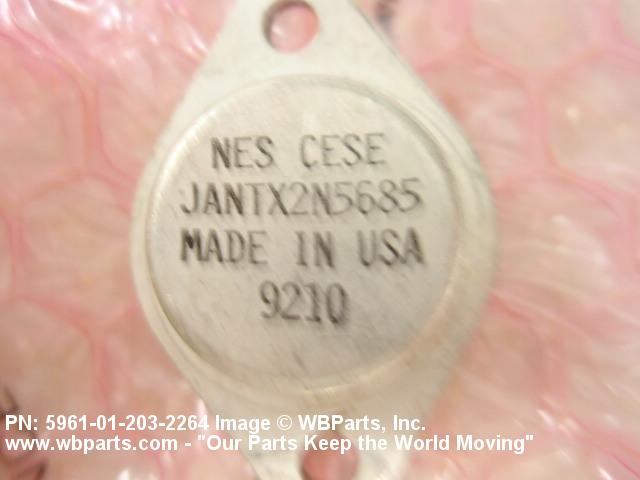 NES CESE
JANTX2N5685
MADE IN USA
9210
PN: 5961-01-203-2264 Image © WBParts, Inc.
www.wbparts.com - "Our Parts Keep the World Moving"